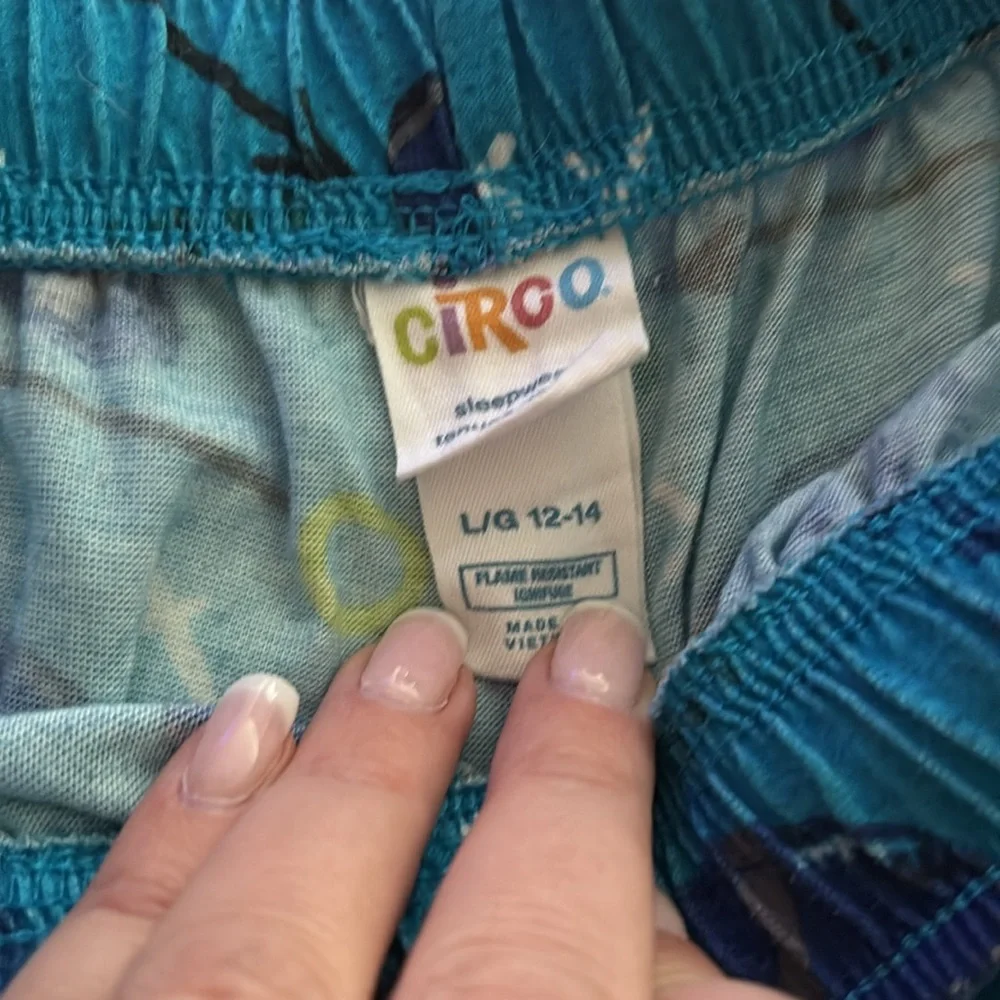 CiRCO
L/G 12-14
FLAME RESISTANT
IGNIFUGE
MADE